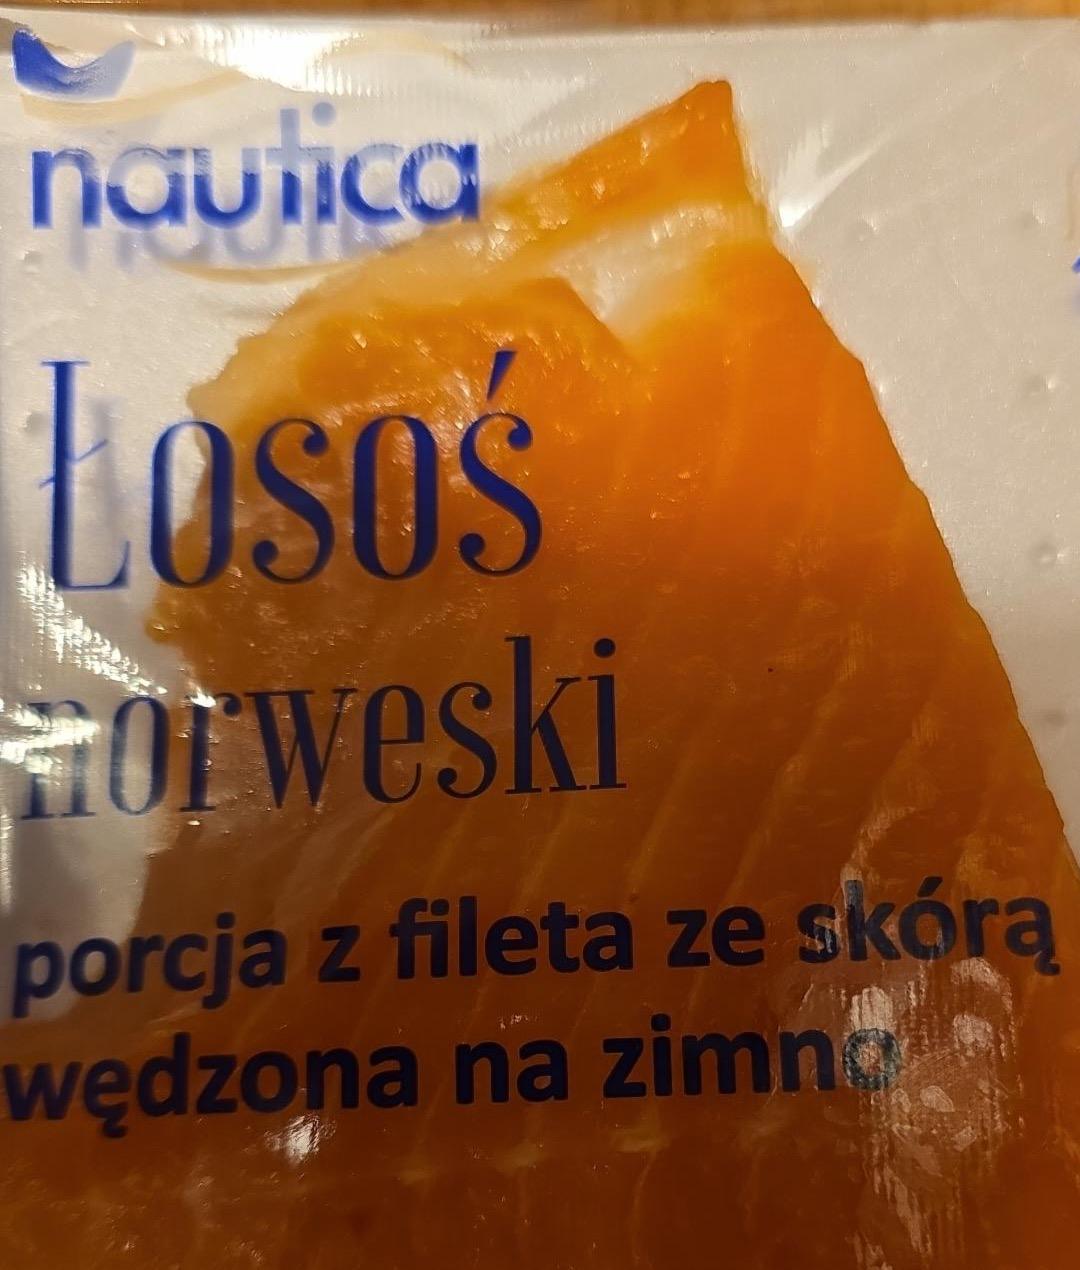 nautica
Łosoś
norweski
porcja z fileta ze skórą
wędzona na zimno